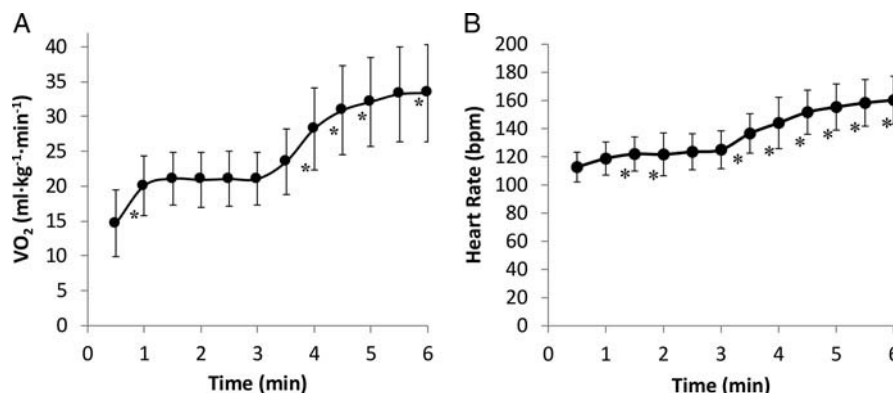 A
VO₂ (ml·kg⁻¹·min⁻¹)
40
35
30
25
20
15
10
5
0
* * * * *
0 1 2 3 4 5 6
Time (min)
B
Heart Rate (bpm)
200
180
160
140
120
100
80
60
40
20
0
* * * * * * * *
0 1 2 3 4 5 6
Time (min)